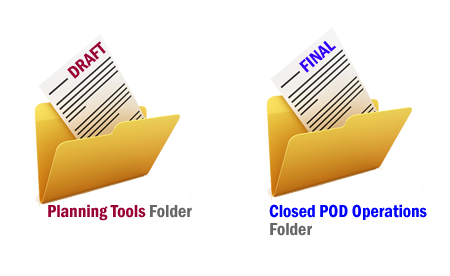 DRAFT
FINAL
Planning Tools Folder
Closed POD Operations
Folder